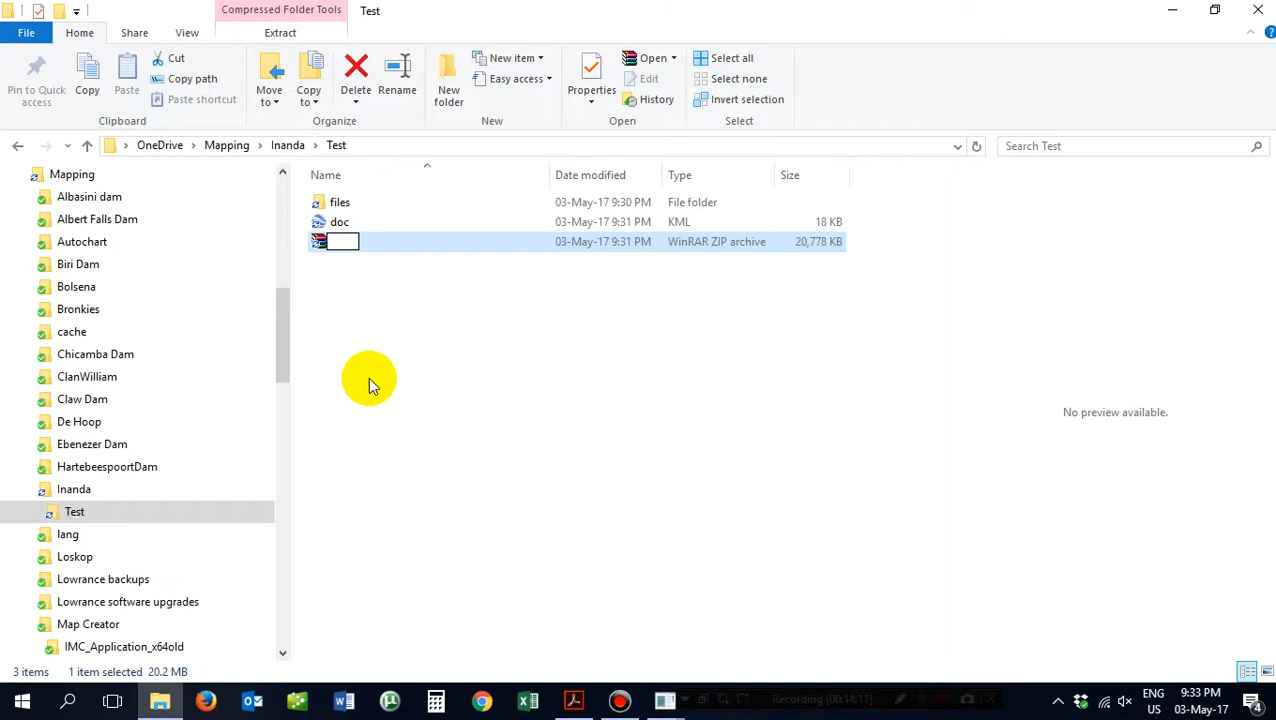 Compressed Folder Tools
Test
File
Home
Share
View
Extract
Pin to Quick access
Copy
Paste
Cut
Copy path
Paste shortcut
Clipboard
Move to
Copy to
Delete
Rename
Organize
New folder
New item
Easy access
New
Properties
Open
Edit
History
Open
Select all
Select none
Invert selection
Select
OneDrive
Mapping
Inanda
Test
Search Test
Mapping
Albasini dam
Albert Falls Dam
Autochart
Biri Dam
Bolsena
Bronkies
cache
Chicamba Dam
ClanWilliam
Claw Dam
De Hoop
Ebenezer Dam
HartebeespoortDam
Inanda
Test
lang
Loskop
Lowrance backups
Lowrance software upgrades
Map Creator
IMC_Application_x64old
Name
Date modified
Type
Size
files
03-May-17 9:30 PM
File folder
doc
03-May-17 9:31 PM
KML
18 KB
03-May-17 9:31 PM
WinRAR ZIP archive
20,778 KB
No preview available.
3 items
1 item selected 20.2 MB
Recording [00:14:11]
ENG
US
9:33 PM
03-May-17
4